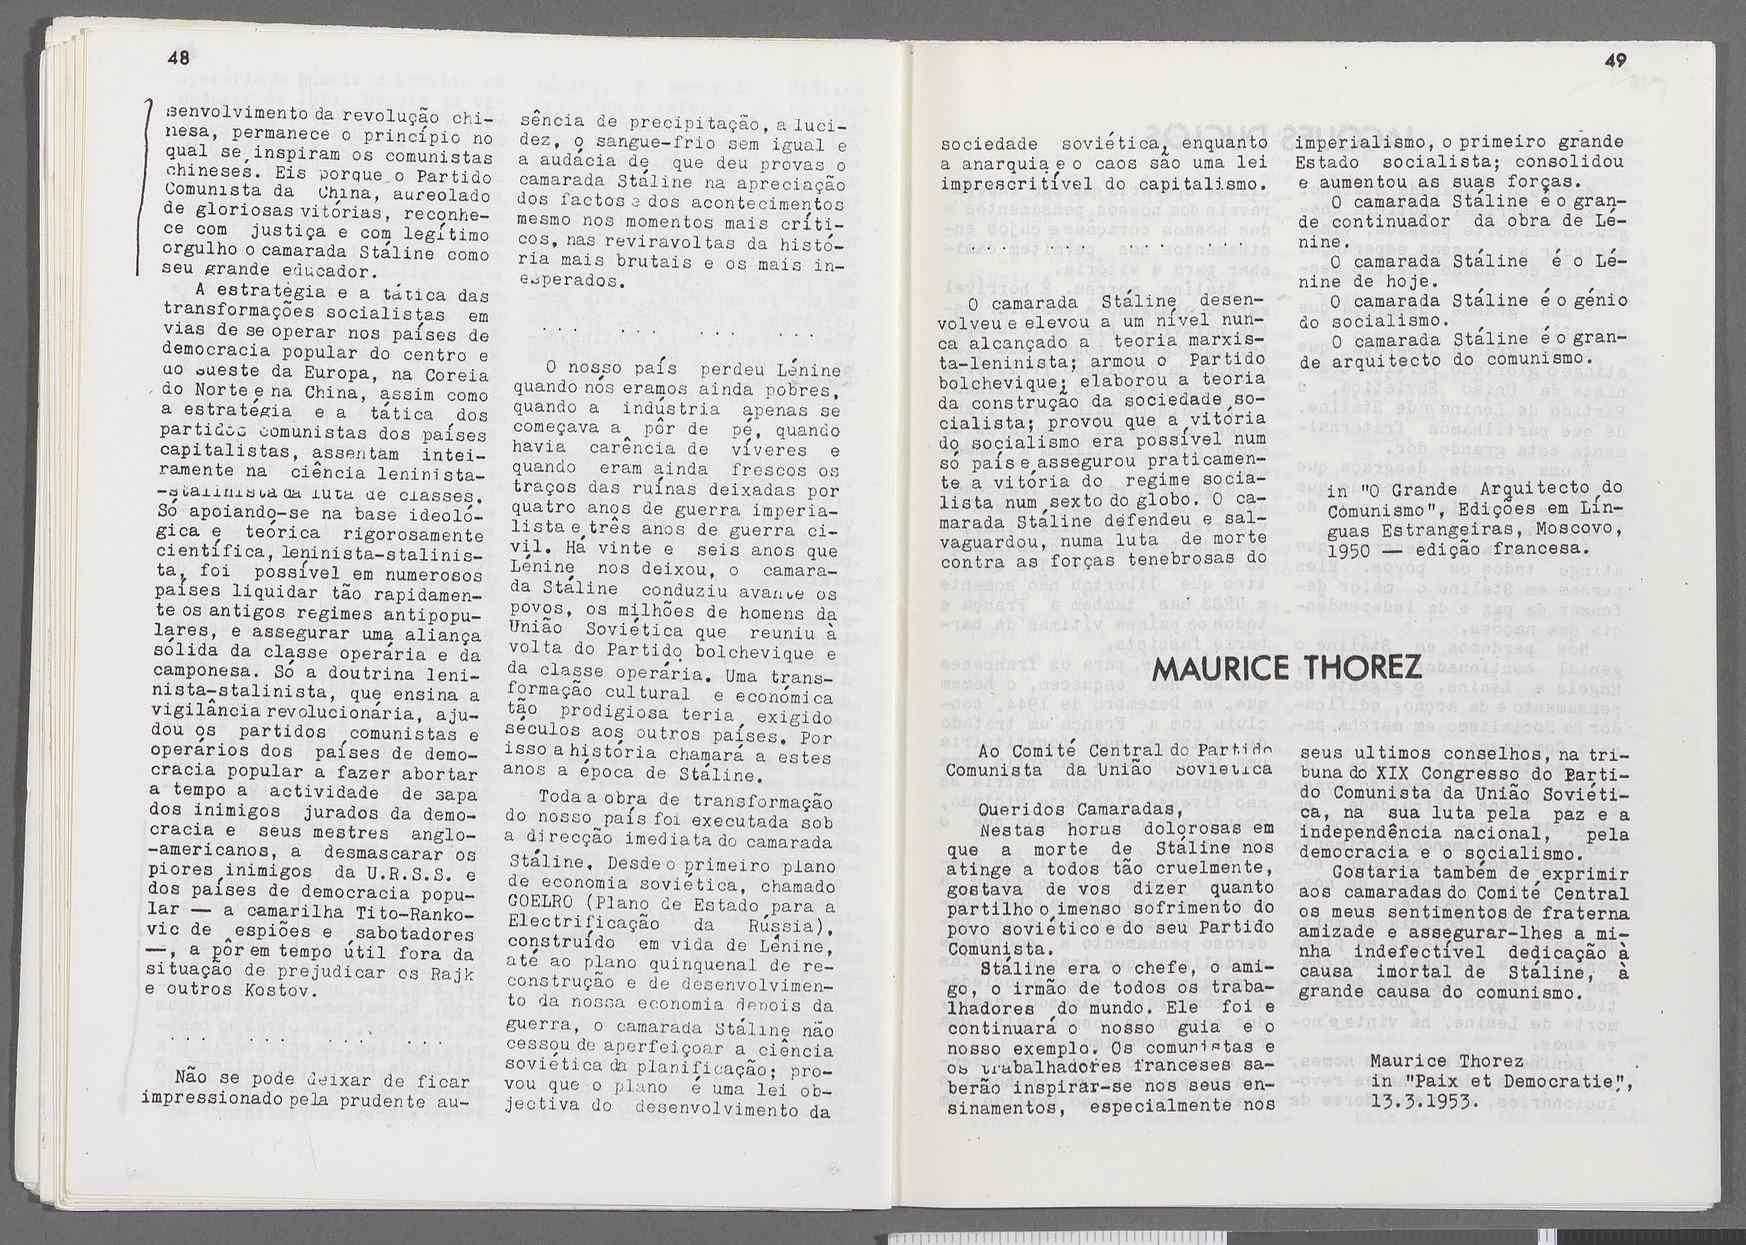 48
senvolvimento da revolução chi-
nesa, permanece o princípio no
qual se inspiram os comunistas
chineses. Eis porque o Partido
Comunista da China, aureolado
de gloriosas vitórias, reconhe-
ce com justiça e com legítimo
orgulho o camarada Stáline como
seu grande educador.
A estratégia e a tática das
transformações socialistas em
vias de se operar nos países de
democracia popular do centro e
do sueste da Europa, na Coreia
do Norte e na China, assim como
a estratégia e a tática dos
partidos comunistas dos países
capitalistas, assentam intei-
ramente na ciência leninista-
-stalinista da luta de classes.
Só apoiando-se na base ideoló-
gica e teórica rigorosamente
científica, leninista-stalinis-
ta, foi possível em numerosos
países liquidar tão rapidamen-
te os antigos regimes antipopu-
lares, e assegurar uma aliança
sólida da classe operária e da
camponesa. Só a doutrina leni-
nista-stalinista, que ensina a
vigilância revolucionária, aju-
dou os partidos comunistas e
operários dos países de demo-
cracia popular a fazer abortar
a tempo a actividade de sapa
dos inimigos jurados da demo-
cracia e seus mestres anglo-
-americanos, a desmascarar os
piores inimigos da U.R.S.S. e
dos países de democracia popu-
lar — a camarilha Tito-Ranko-
vic de espiões e sabotadores
—, a pôr em tempo útil fora da
situação de prejudicar os Rajk
e outros Kostov.
... ... ... ...
Não se pode deixar de ficar
impressionado pela prudente au-
sência de precipitação, a luci-
dez, o sangue-frio sem igual e
a audácia de que deu provas o
camarada Stáline na apreciação
dos factos e dos acontecimentos
mesmo nos momentos mais críti-
cos, nas reviravoltas da histó-
ria mais brutais e os mais in-
esperados.
... ... ... ...
O nosso país perdeu Lénine
quando nós eramos ainda pobres,
quando a indústria apenas se
começava a pôr de pé, quando
havia carência de víveres e
quando eram ainda frescos os
traços das ruínas deixadas por
quatro anos de guerra imperia-
lista e três anos de guerra ci-
vil. Há vinte e seis anos que
Lénine nos deixou, o camara-
da Stáline conduziu avante os
povos, os milhões de homens da
União Soviética que reuniu à
volta do Partido bolchevique e
da classe operária. Uma trans-
formação cultural e económica
tão prodigiosa teria exigido
séculos aos outros países. Por
isso a história chamará a estes
anos a época de Stáline.
Toda a obra de transformação
do nosso país foi executada sob
a direcção imediata do camarada
Stáline. Desde o primeiro plano
de economia soviética, chamado
GOELRO (Plano de Estado para a
Electrificação da Rússia),
construído em vida de Lénine,
até ao plano quinquenal de re-
construção e de desenvolvimen-
to da nossa economia depois da
guerra, o camarada Stáline não
cessou de aperfeiçoar a ciência
soviética da planificação; pro-
vou que o plano é uma lei ob-
jectiva do desenvolvimento da
49
sociedade soviética, enquanto
a anarquia e o caos são uma lei
imprescritível do capitalismo.
... ... ... ...
O camarada Stáline desen-
volveu e elevou a um nível nun-
ca alcançado a teoria marxis-
ta-leninista; armou o Partido
bolchevique; elaborou a teoria
da construção da sociedade so-
cialista; provou que a vitória
do socialismo era possível num
só país e assegurou praticamen-
te a vitória do regime socia-
lista num sexto do globo. O ca-
marada Stáline defendeu e sal-
vaguardou, numa luta de morte
contra as forças tenebrosas do
imperialismo, o primeiro grande
Estado socialista; consolidou
e aumentou as suas forças.
O camarada Stáline é o gran-
de continuador da obra de Lé-
nine.
O camarada Stáline é o Lé-
nine de hoje.
O camarada Stáline é o génio
do socialismo.
O camarada Stáline é o gran-
de arquitecto do comunismo.
in "O Grande Arquitecto do
Comunismo", Edições em Lín-
guas Estrangeiras, Moscovo,
1950 — edição francesa.
MAURICE THOREZ
Ao Comité Central do Partido
Comunista da União Soviética
Queridos Camaradas,
Nestas horas dolorosas em
que a morte de Stáline nos
atinge a todos tão cruelmente,
gostava de vos dizer quanto
partilho o imenso sofrimento do
povo soviético e do seu Partido
Comunista.
Stáline era o chefe, o ami-
go, o irmão de todos os traba-
lhadores do mundo. Ele foi e
continuará o nosso guia e o
nosso exemplo. Os comunistas e
os trabalhadores franceses sa-
berão inspirar-se nos seus en-
sinamentos, especialmente nos
seus ultimos conselhos, na tri-
buna do XIX Congresso do Parti-
do Comunista da União Soviéti-
ca, na sua luta pela paz e a
independência nacional, pela
democracia e o socialismo.
Gostaria também de exprimir
aos camaradas do Comité Central
os meus sentimentos de fraterna
amizade e assegurar-lhes a mi-
nha indefectível dedicação à
causa imortal de Stáline, à
grande causa do comunismo.
Maurice Thorez
in "Paix et Democratie",
13.3.1953.